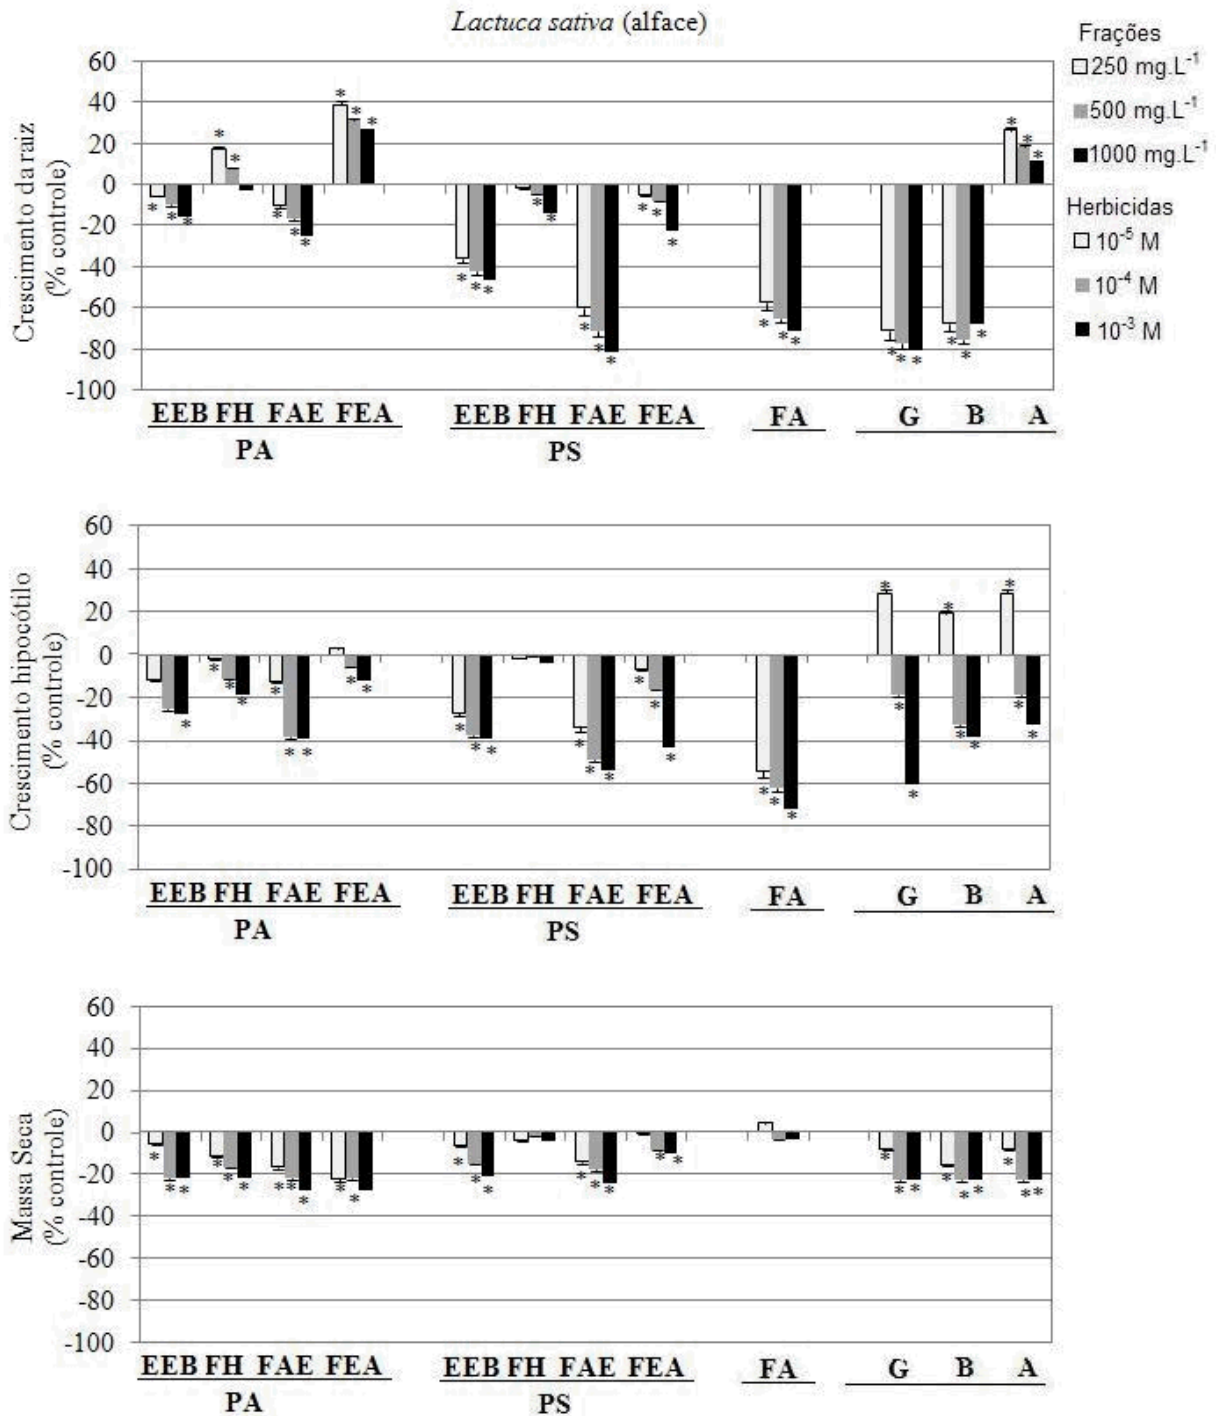 Lactuca sativa (alface)
Frações
250 mg.L⁻¹
500 mg.L⁻¹
1000 mg.L⁻¹
Herbicidas
10⁻⁵ M
10⁻⁴ M
10⁻³ M
Crescimento da raiz
(% controle)
60
40
20
0
-20
-40
-60
-80
-100
EEB FH FAE FEA EEB FH FAE FEA FA G B A
PA PS
Crescimento hipocótilo
(% controle)
60
40
20
0
-20
-40
-60
-80
-100
EEB FH FAE FEA EEB FH FAE FEA FA G B A
PA PS
Massa Seca
(% controle)
60
40
20
0
-20
-40
-60
-80
-100
EEB FH FAE FEA EEB FH FAE FEA FA G B A
PA PS